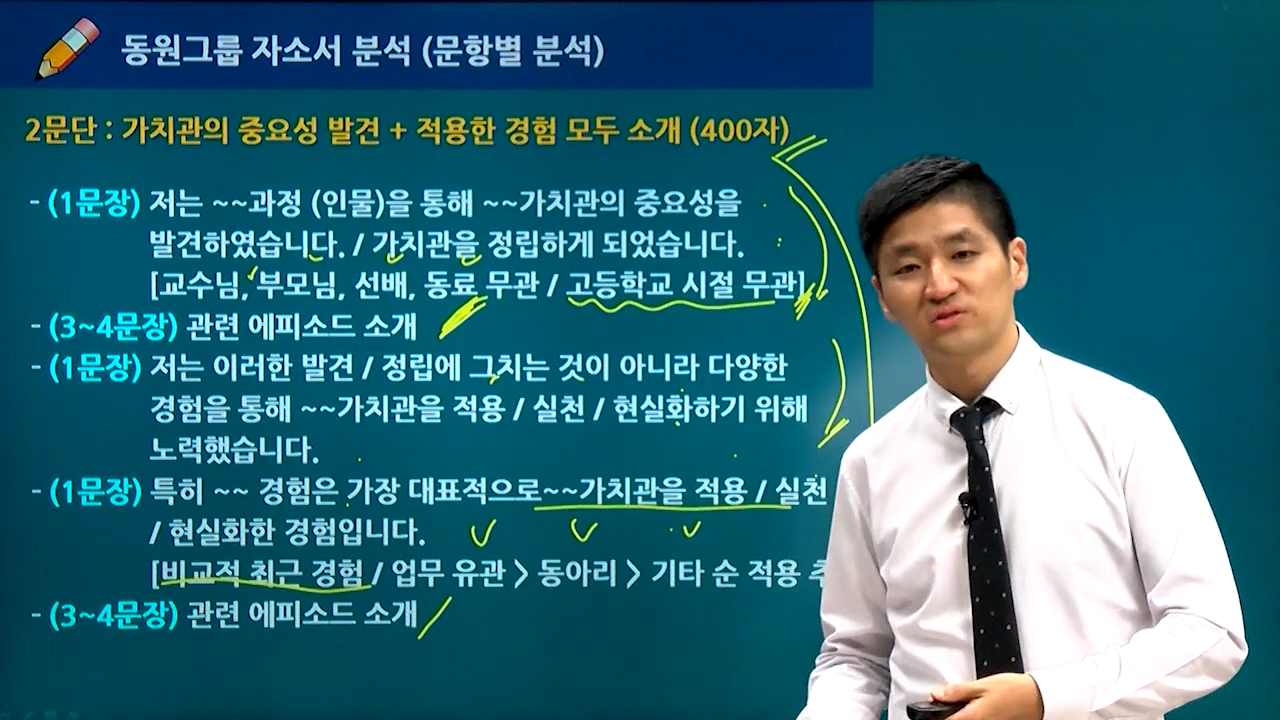 동원그룹 자소서 분석 (문항별 분석)
2문단 : 가치관의 중요성 발견 + 적용한 경험 모두 소개 (400자)
- (1문장) 저는 ~~과정 (인물)을 통해 ~~가치관의 중요성을
발견하였습니다. / 가치관을 정립하게 되었습니다.
[교수님, 부모님, 선배, 동료 무관 / 고등학교 시절 무관]
- (3~4문장) 관련 에피소드 소개
- (1문장) 저는 이러한 발견 / 정립에 그치는 것이 아니라 다양한
경험을 통해 ~~가치관을 적용 / 실천 / 현실화하기 위해
노력했습니다.
- (1문장) 특히 ~~ 경험은 가장 대표적으로~~가치관을 적용 / 실천
/ 현실화한 경험입니다.
[비교적 최근 경험 / 업무 유관 > 동아리 > 기타 순 적용
- (3~4문장) 관련 에피소드 소개